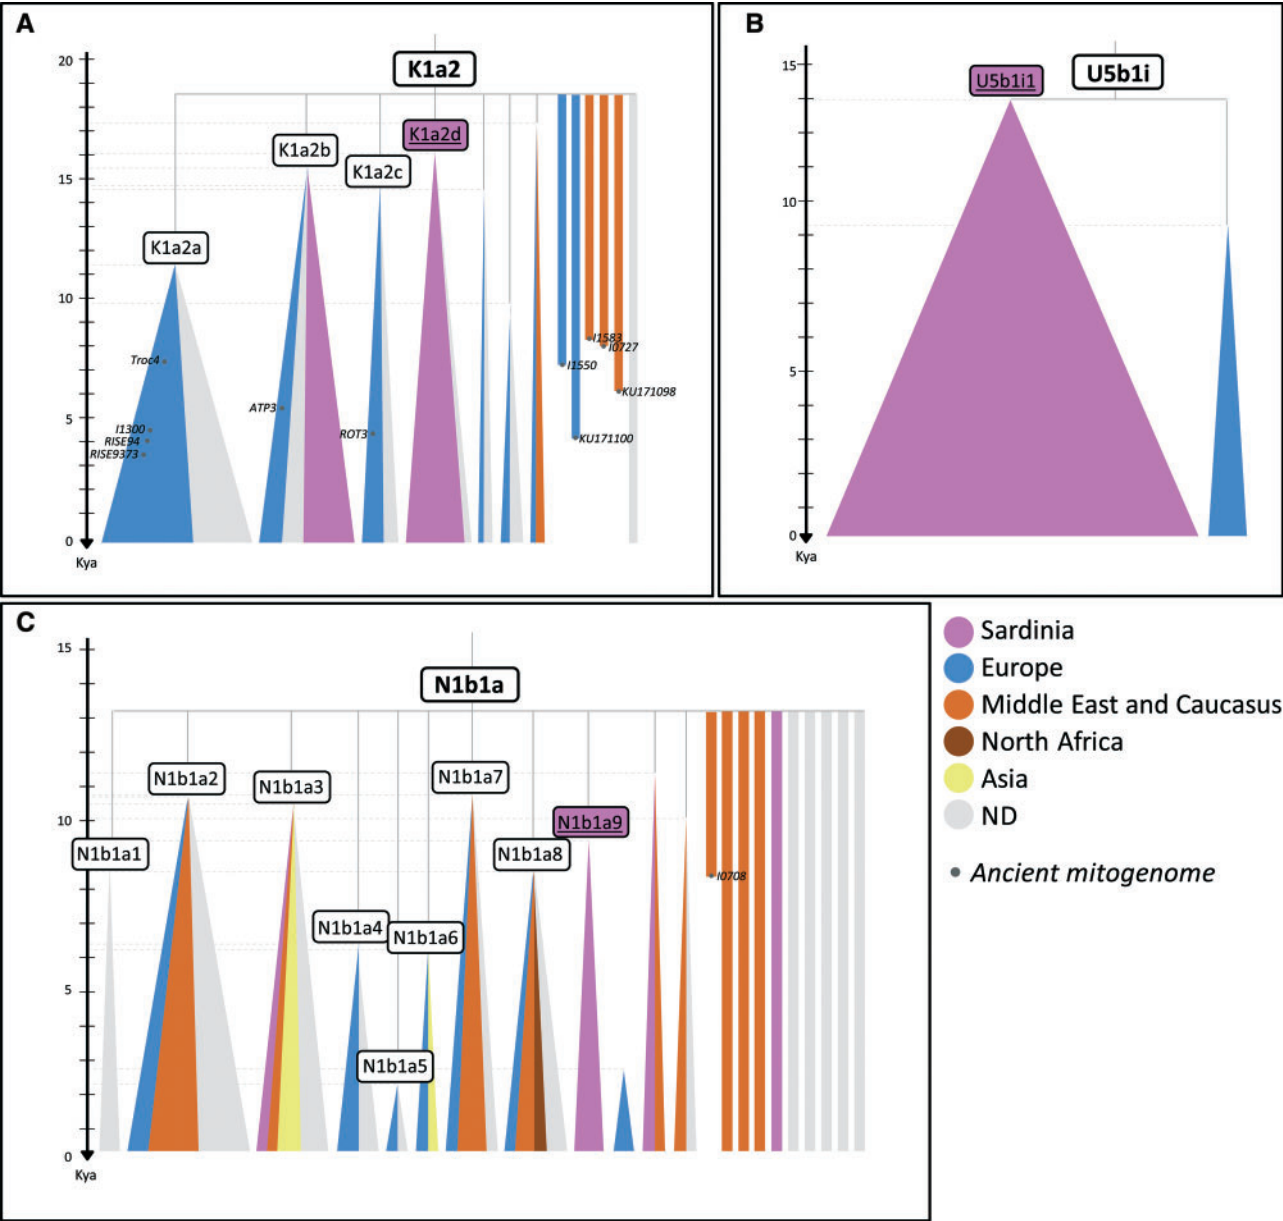 A
20
15
10
5
0
Kya
K1a2
K1a2a
K1a2b
K1a2c
K1a2d
Troc4
I1300
RISE94
RISE9373
ATP3
ROT3
I1583
I0727
I1550
KU171098
KU171100
B
15
10
5
0
Kya
U5b1i1
U5b1i
C
15
10
5
0
Kya
N1b1a
N1b1a1
N1b1a2
N1b1a3
N1b1a4
N1b1a5
N1b1a6
N1b1a7
N1b1a8
N1b1a9
I0708
Sardinia
Europe
Middle East and Caucasus
North Africa
Asia
ND
Ancient mitogenome